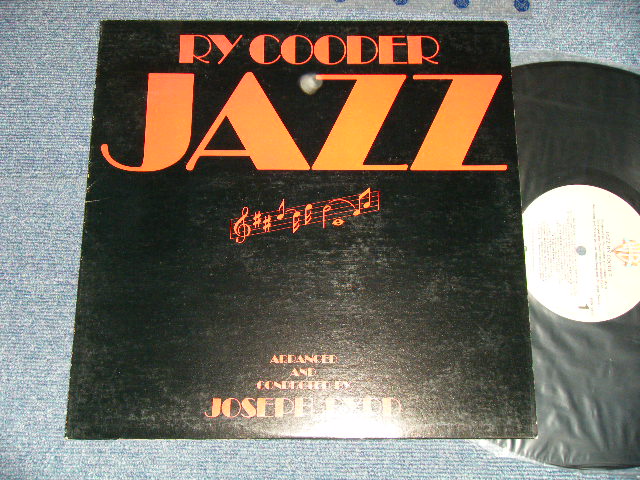 RY COODER
JAZZ
ARRANGED
AND
CONDUCTED BY
JOSEPH BYRD